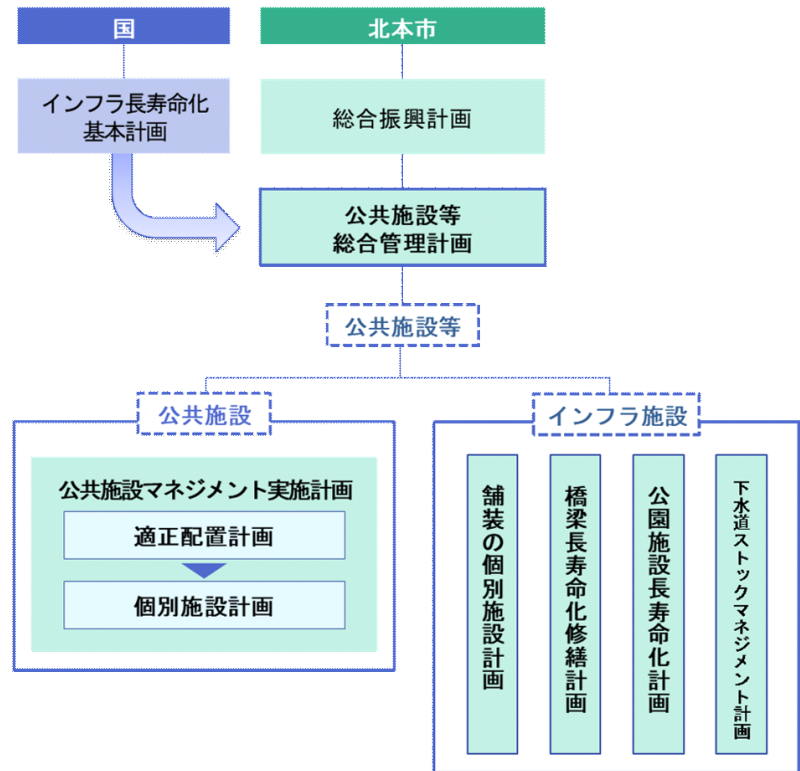 国
北本市
インフラ長寿命化
基本計画
総合振興計画
公共施設等
総合管理計画
公共施設等
公共施設
インフラ施設
公共施設マネジメント実施計画
適正配置計画
個別施設計画
舗装の個別施設計画
橋梁長寿命化修繕計画
公園施設長寿命化計画
下水道ストックマネジメント計画